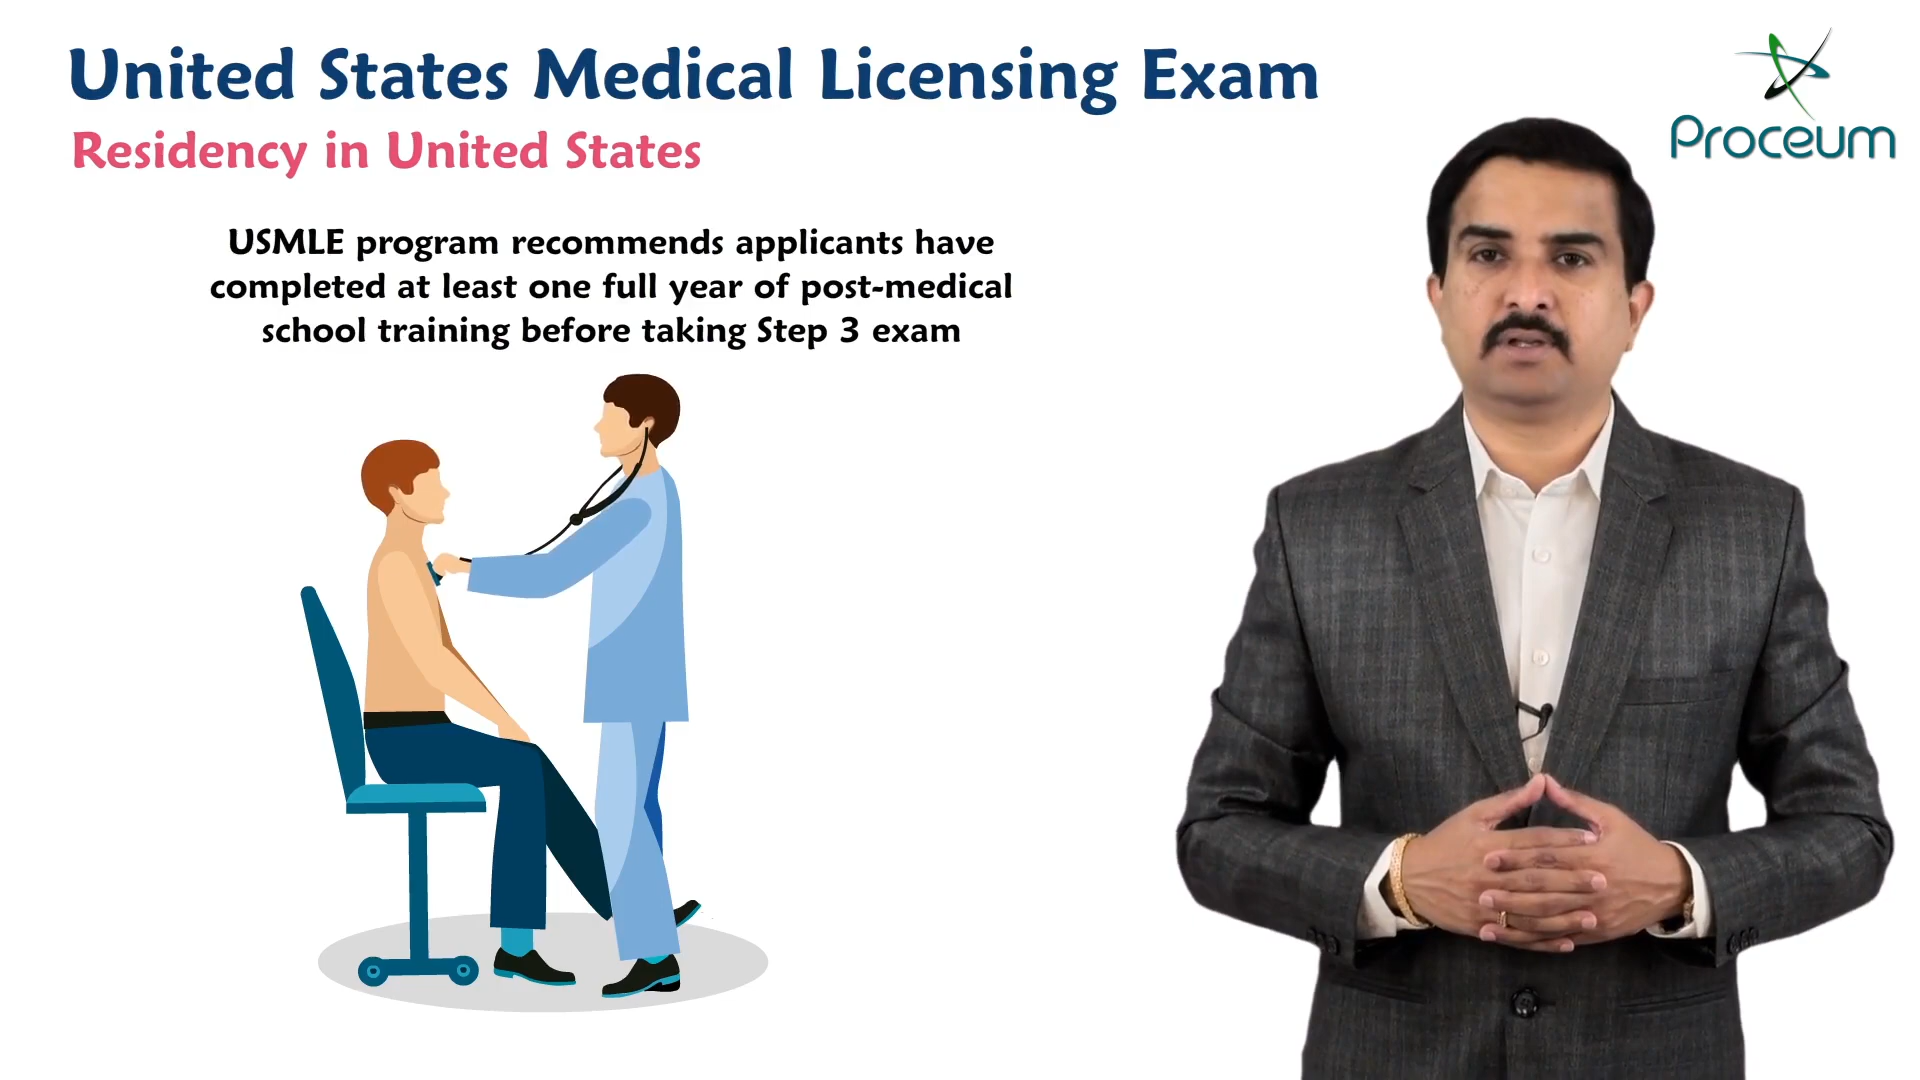 United States Medical Licensing Exam
Residency in United States
Proceum
USMLE program recommends applicants have
completed at least one full year of post-medical
school training before taking Step 3 exam